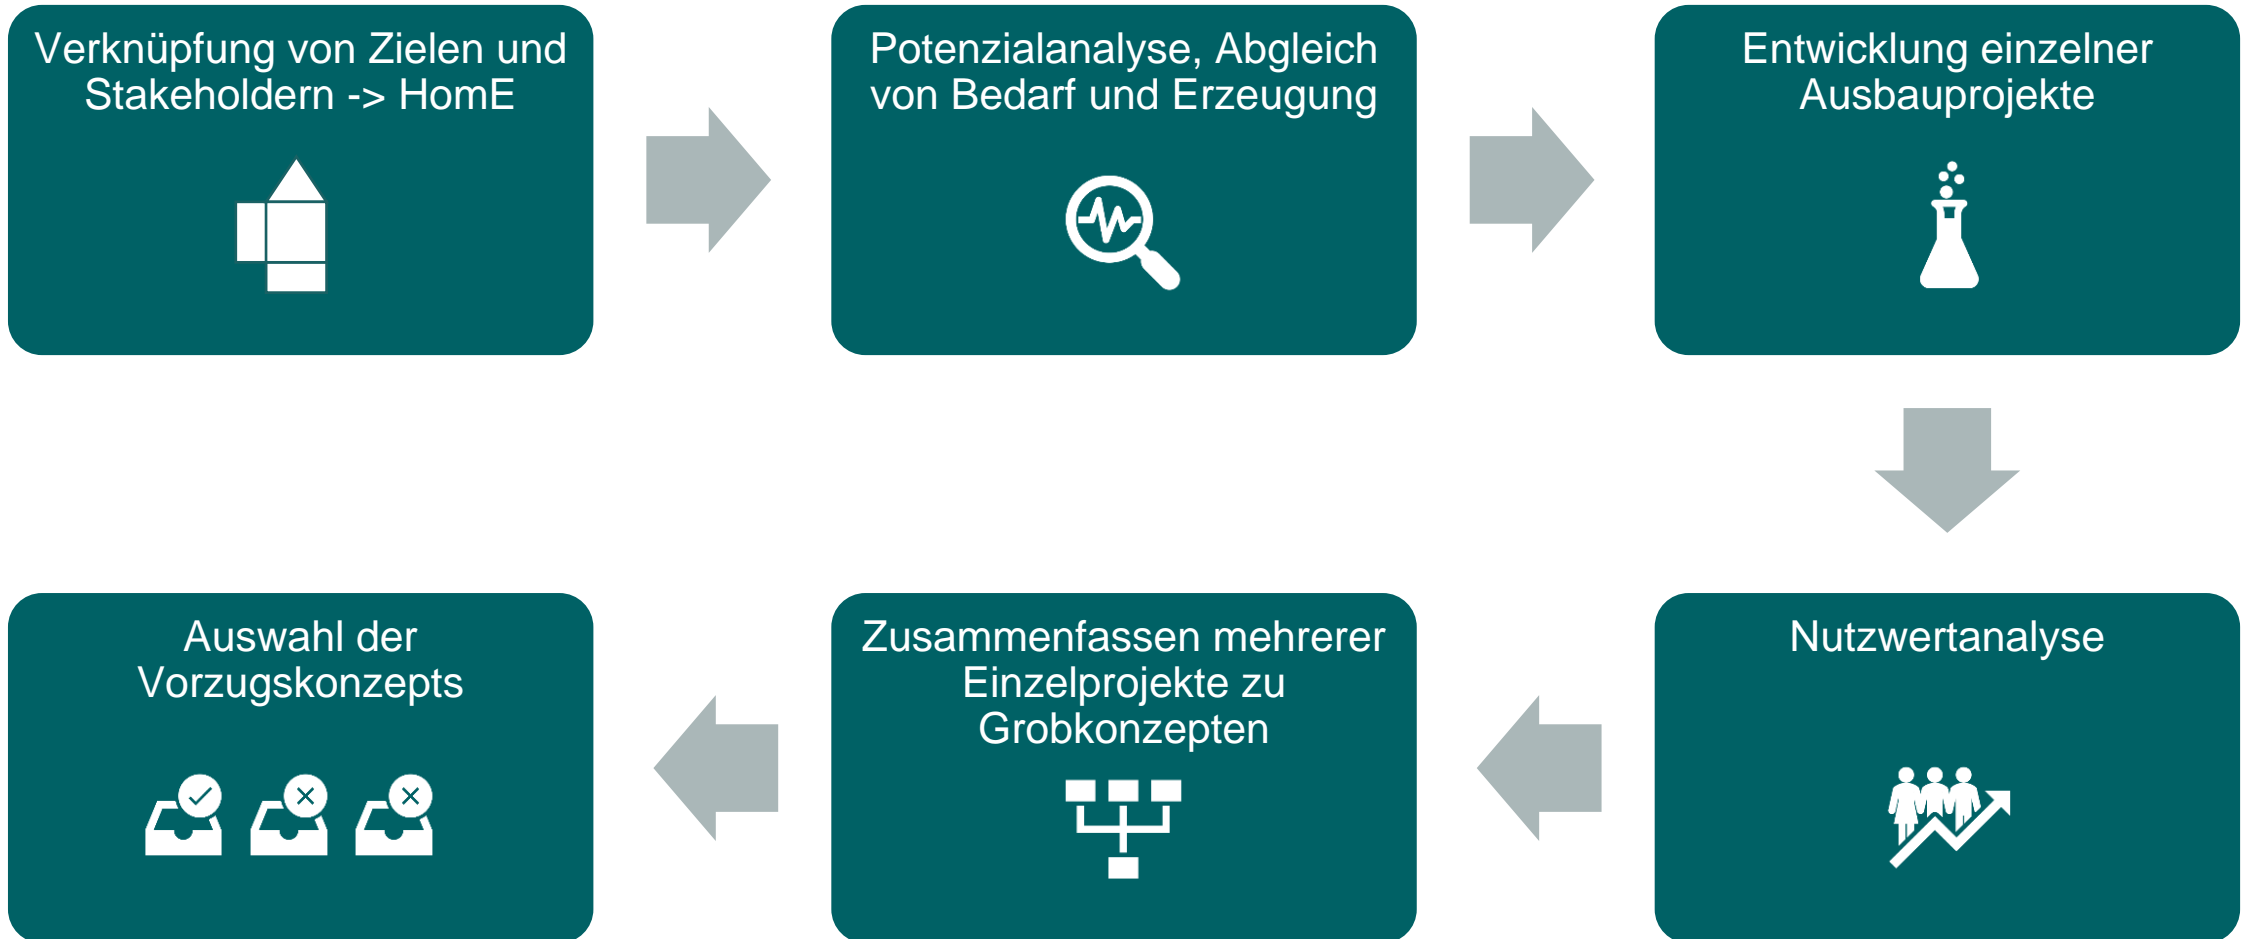 Verknüpfung von Zielen und
Stakeholdern -> HomE
Potenzialanalyse, Abgleich
von Bedarf und Erzeugung
Entwicklung einzelner
Ausbauprojekte
Auswahl der
Vorzugskonzepts
Zusammenfassen mehrerer
Einzelprojekte zu
Grobkonzepten
Nutzwertanalyse